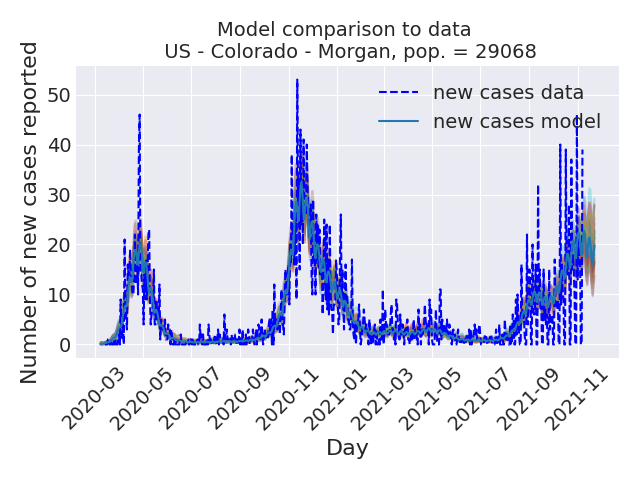 Model comparison to data
US - Colorado - Morgan, pop. = 29068
Number of new cases reported
50
40
30
20
10
0
new cases data
new cases model
2020-03
2020-05
2020-07
2020-09
2020-11
2021-01
2021-03
2021-05
2021-07
2021-09
2021-11
Day